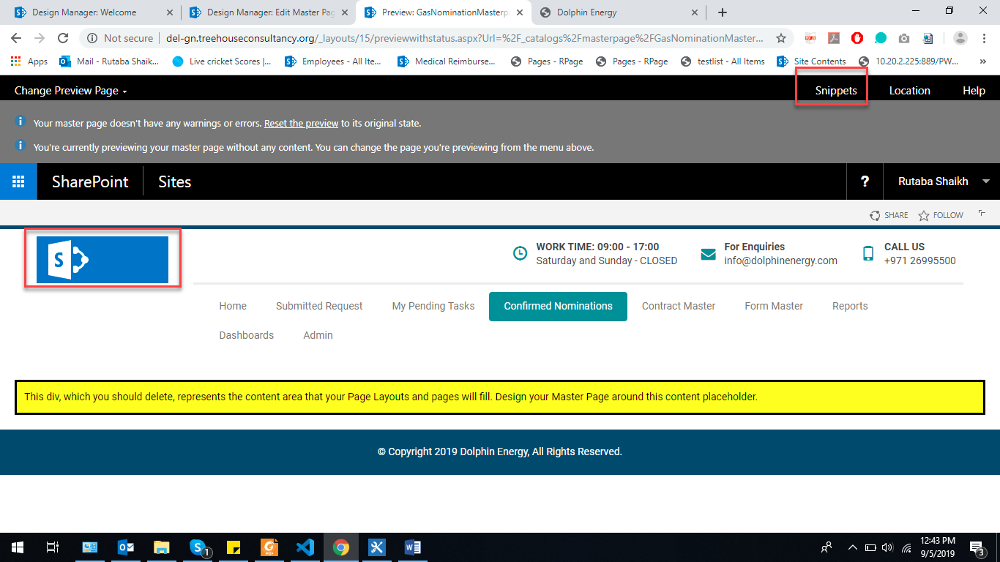 Design Manager: Welcome
Design Manager: Edit Master Pag
Preview: GasNominationMasterpa
Dolphin Energy
Not secure
del-gn.treehouseconsultancy.org/_layouts/15/previewwithstatus.aspx?Url=%2F_catalogs%2Fmasterpage%2FGasNominationMaster...
Apps
Mail - Rutaba Shaik...
Live cricket Scores |...
Employees - All Ite...
Medical Reimburse...
Pages - RPage
Pages - RPage
testlist - All Items
Site Contents
10.20.2.225:889/PW...
»
Change Preview Page
Snippets
Location
Help
Your master page doesn't have any warnings or errors. Reset the preview to its original state.
You're currently previewing your master page without any content. You can change the page you're previewing from the menu above.
SharePoint
Sites
?
Rutaba Shaikh
SHARE
FOLLOW
S
WORK TIME: 09:00 - 17:00
Saturday and Sunday - CLOSED
For Enquiries
info@dolphinenergy.com
CALL US
+971 26995500
Home
Submitted Request
My Pending Tasks
Confirmed Nominations
Contract Master
Form Master
Reports
Dashboards
Admin
This div, which you should delete, represents the content area that your Page Layouts and pages will fill. Design your Master Page around this content placeholder.
© Copyright 2019 Dolphin Energy, All Rights Reserved.
1
12:43 PM
9/5/2019
3